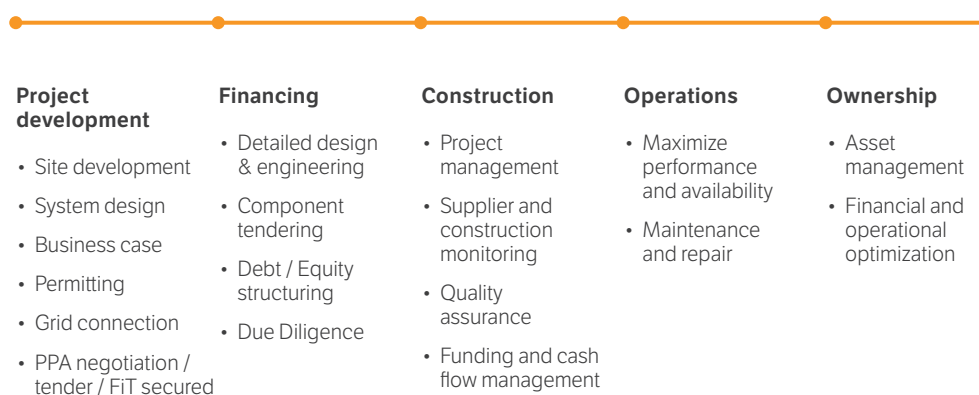 Project
development
• Site development
• System design
• Business case
• Permitting
• Grid connection
• PPA negotiation /
tender / FiT secured
Financing
• Detailed design
& engineering
• Component
tendering
• Debt / Equity
structuring
• Due Diligence
Construction
• Project
management
• Supplier and
construction
monitoring
• Quality
assurance
• Funding and cash
flow management
Operations
• Maximize
performance
and availability
• Maintenance
and repair
Ownership
• Asset
management
• Financial and
operational
optimization